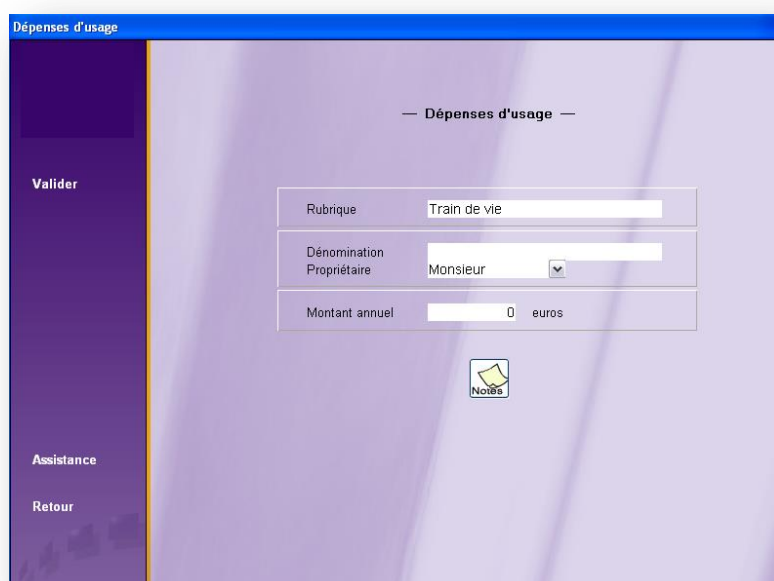 Dépenses d'usage
— Dépenses d'usage —
Valider
Rubrique Train de vie
Dénomination
Propriétaire Monsieur
Montant annuel 0 euros
Notes
Assistance
Retour